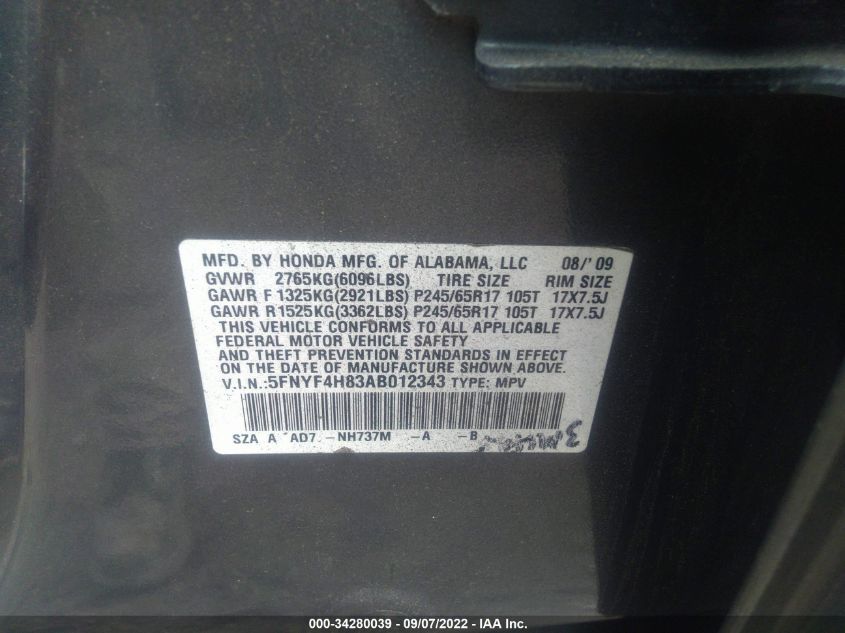 MFD. BY HONDA MFG. OF ALABAMA, LLC 08/'09
GVWR 2765KG(6096LBS) TIRE SIZE RIM SIZE
GAWR F 1325KG(2921LBS) P245/65R17 105T 17X7.5J
GAWR R 1525KG(3362LBS) P245/65R17 105T 17X7.5J
THIS VEHICLE CONFORMS TO ALL APPLICABLE
FEDERAL MOTOR VEHICLE SAFETY
AND THEFT PREVENTION STANDARDS IN EFFECT
ON THE DATE OF MANUFACTURE SHOWN ABOVE.
V.I.N.:5FNYF4H83AB012343 TYPE: MPV
SZA A AD7 -NH737M -A -B
000-34280039 - 09/07/2022 - IAA Inc.